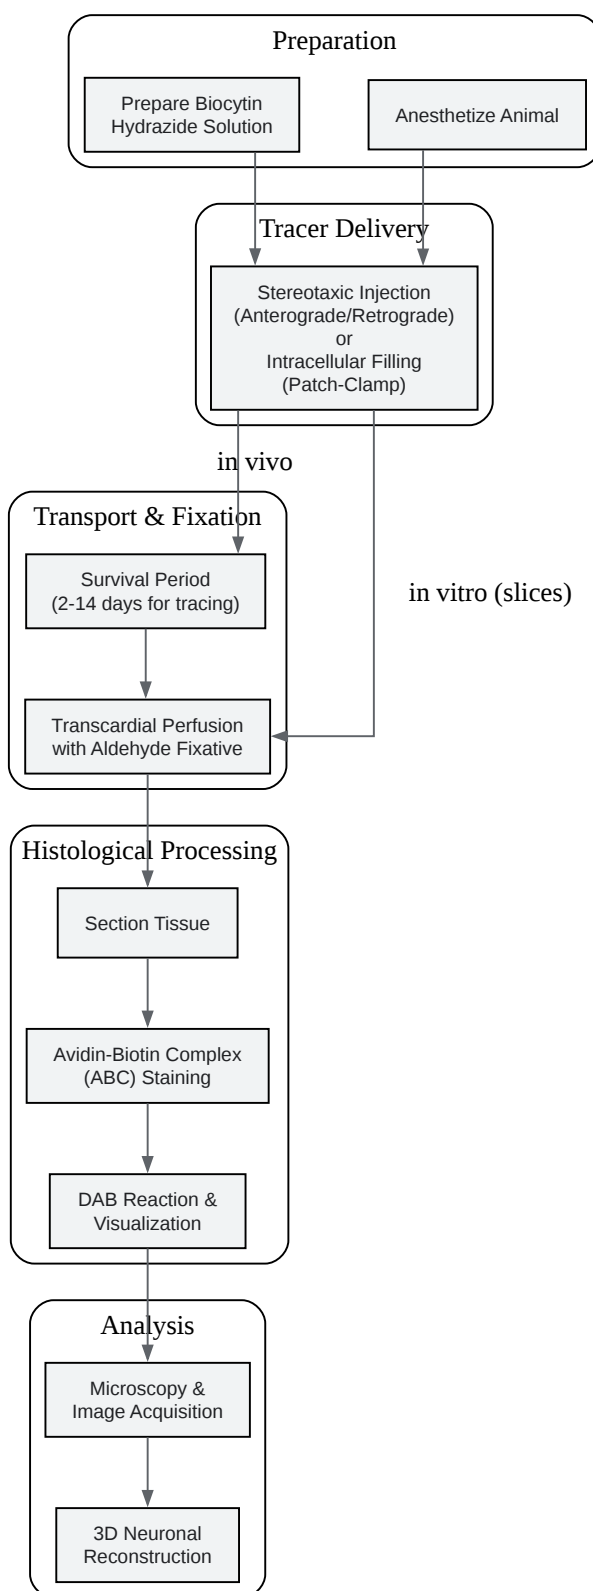 Preparation
Prepare Biocytin
Hydrazide Solution
Anesthetize Animal
Tracer Delivery
Stereotaxic Injection
(Anterograde/Retrograde)
or
Intracellular Filling
(Patch-Clamp)
in vivo
Transport & Fixation
Survival Period
(2-14 days for tracing)
in vitro (slices)
Transcardial Perfusion
with Aldehyde Fixative
Histological Processing
Section Tissue
Avidin-Biotin Complex
(ABC) Staining
DAB Reaction &
Visualization
Analysis
Microscopy &
Image Acquisition
3D Neuronal
Reconstruction